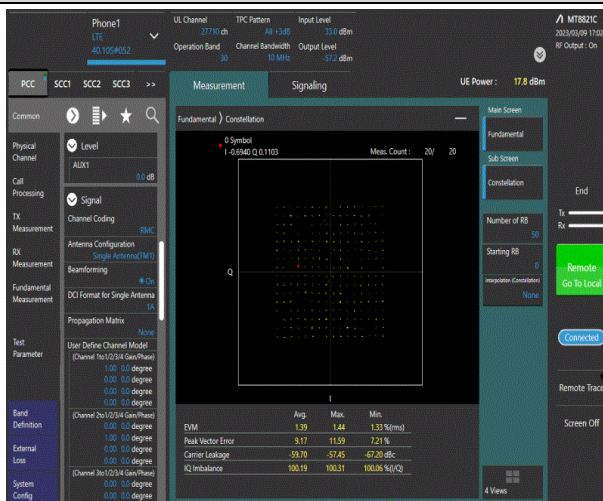 Phone1
LTE
40.105#052
UL Channel TPC Pattern Input Level
27710 ch All +3dB 33.0 dBm
Operation Band Channel Bandwidth Output Level
30 10 MHz -57.2 dBm
MT8821C
2023/03/09 17:02
RF Output : On
PCC SCC1 SCC2 SCC3 >>
Measurement Signaling UE Power : 17.8 dBm
Common
Physical Channel
Call Processing
TX Measurement
RX Measurement
Fundamental Measurement
Test Parameter
Band Definition
External Loss
System Config
Level
AUX1
0.0 dB
Signal
Channel Coding
RMC
Antenna Configuration
Single Antenna(TM1)
Beamforming
On
DCI Format for Single Antenna
1A
Propagation Matrix
None
User Define Channel Model
(Channel 1to1/2/3/4 Gain/Phase)
1.00 0.0 degree
0.00 0.0 degree
0.00 0.0 degree
0.00 0.0 degree
(Channel 2to1/2/3/4 Gain/Phase)
0.00 0.0 degree
1.00 0.0 degree
0.00 0.0 degree
0.00 0.0 degree
(Channel 3to1/2/3/4 Gain/Phase)
0.00 0.0 degree
0.00 0.0 degree
Fundamental ⟩ Constellation
0 Symbol
I -0.6940 Q 0.1103 Meas. Count : 20/ 20
Q
I
Avg. Max. Min.
EVM 1.39 1.44 1.33 %(rms)
Peak Vector Error 9.17 11.59 7.21 %
Carrier Leakage -59.70 -57.45 -67.20 dBc
IQ Imbalance 100.19 100.31 100.06 %(I/Q)
Main Screen
Fundamental
Sub Screen
Constellation
Number of RB
50
Starting RB
0
Interpolation (Constellation)
None
4 Views
End
Tx
Rx
Remote
Go To Local
Connected
Remote Trace
Screen Off